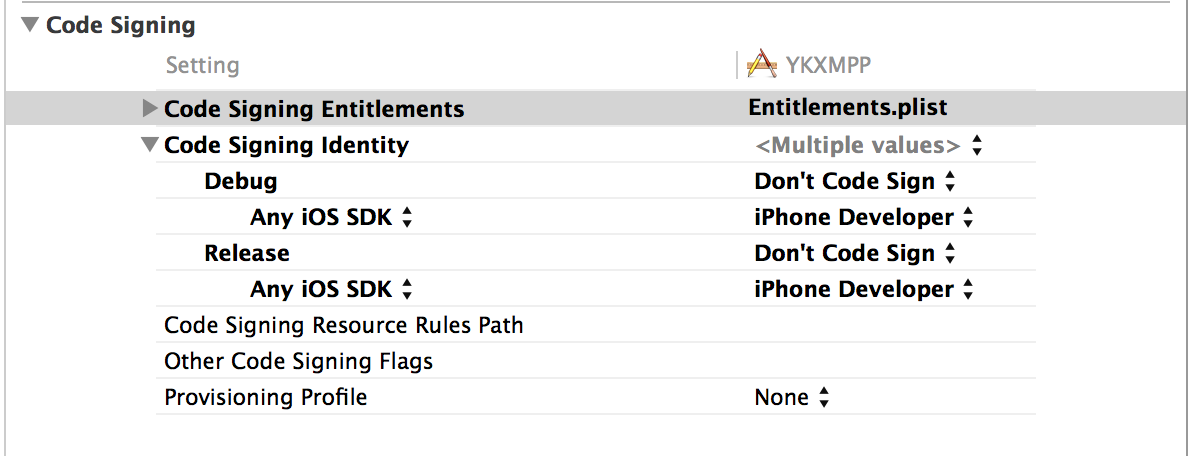 Code Signing
Setting YKXMPP
Code Signing Entitlements Entitlements.plist
Code Signing Identity <Multiple values>
Debug Don't Code Sign
Any iOS SDK iPhone Developer
Release Don't Code Sign
Any iOS SDK iPhone Developer
Code Signing Resource Rules Path
Other Code Signing Flags
Provisioning Profile None